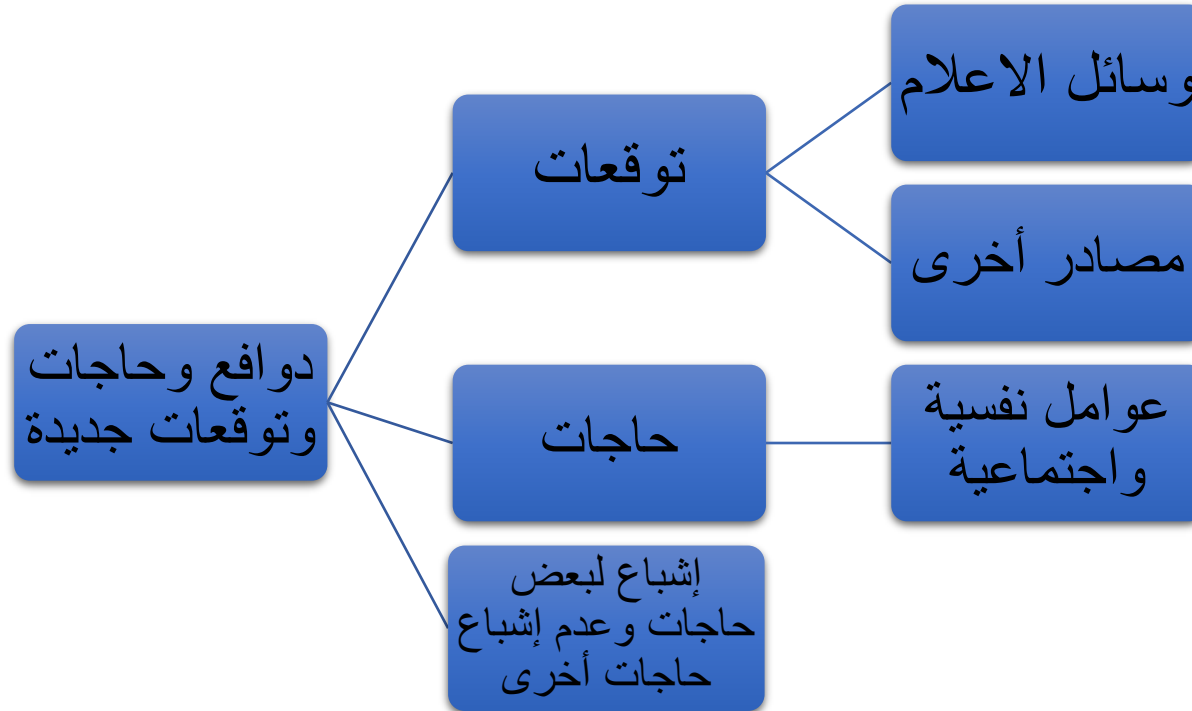 وسائل الاعلام
توقعات
مصادر أخرى
دوافع وحاجات
وتوقعات جديدة
حاجات
عوامل نفسية
واجتماعية
إشباع لبعض
حاجات وعدم إشباع
حاجات أخرى